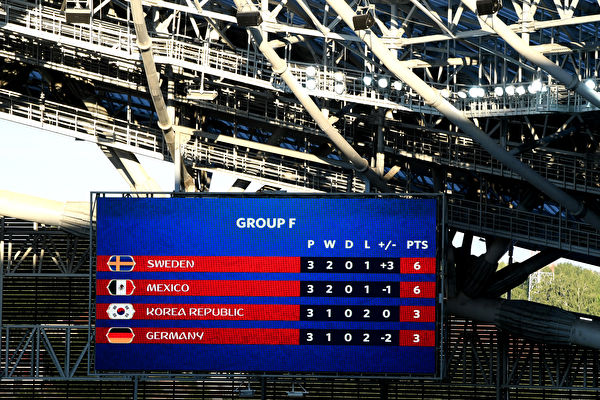 GROUP F
P W D L +/- PTS
SWEDEN 3 2 0 1 +3 6
MEXICO 3 2 0 1 -1 6
KOREA REPUBLIC 3 1 0 2 0 3
GERMANY 3 1 0 2 -2 3